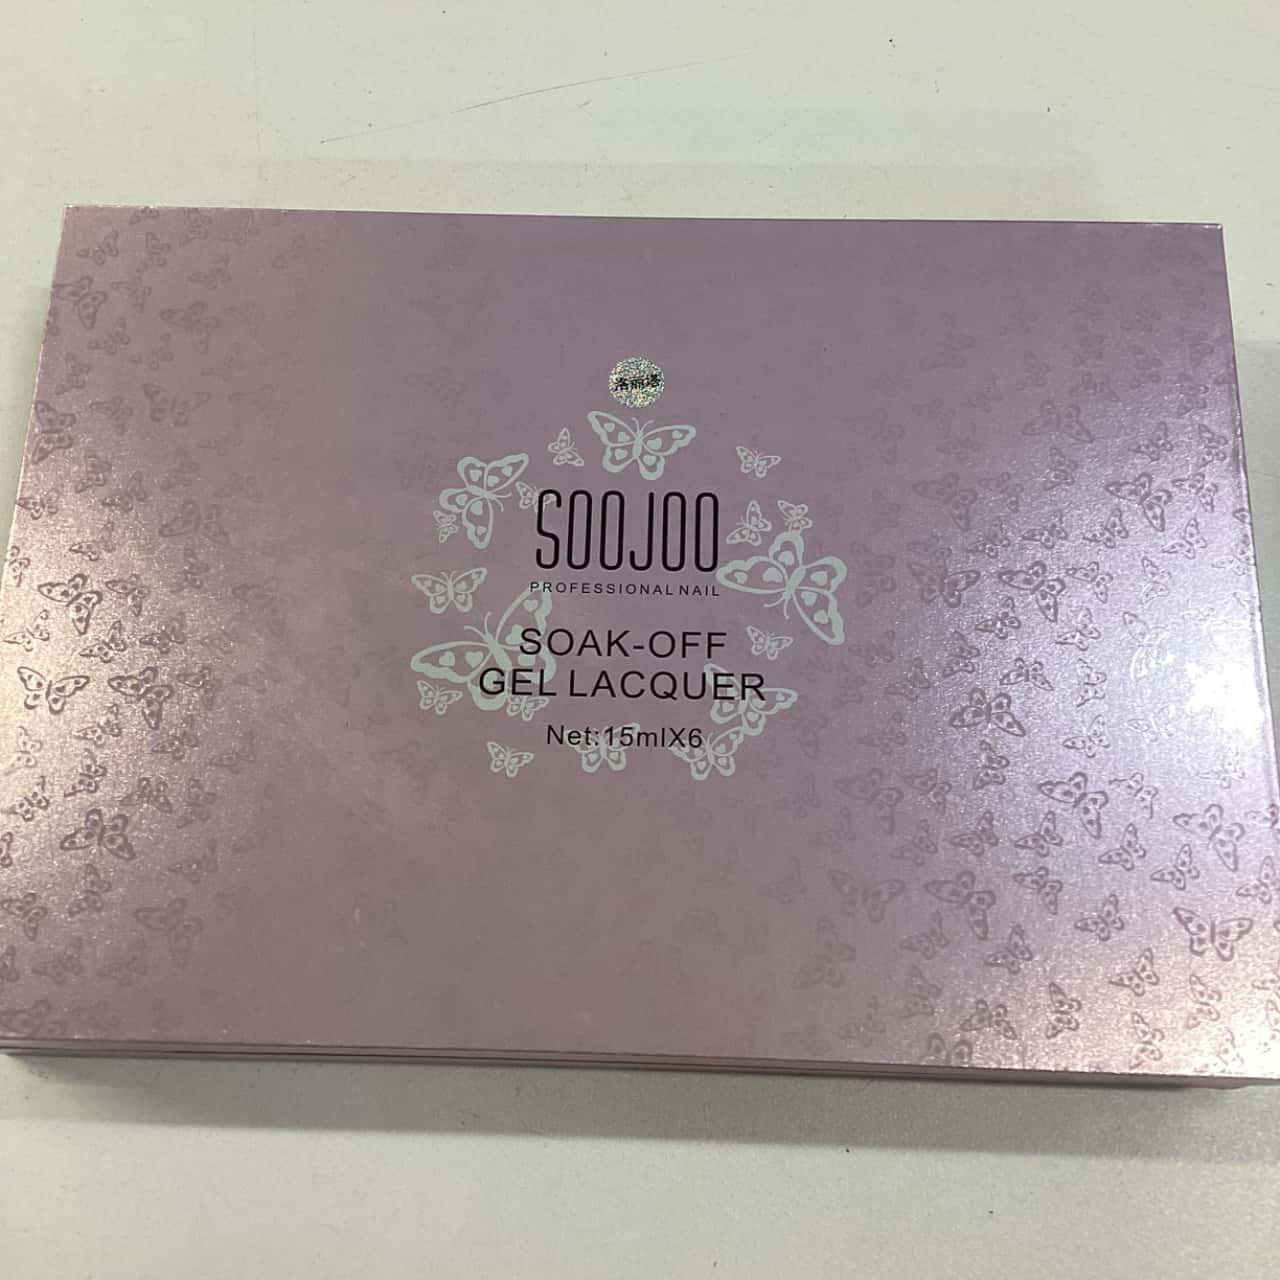 洛丽塔
SOOJOO
PROFESSIONAL NAIL
SOAK-OFF
GEL LACQUER
Net:15mlX6